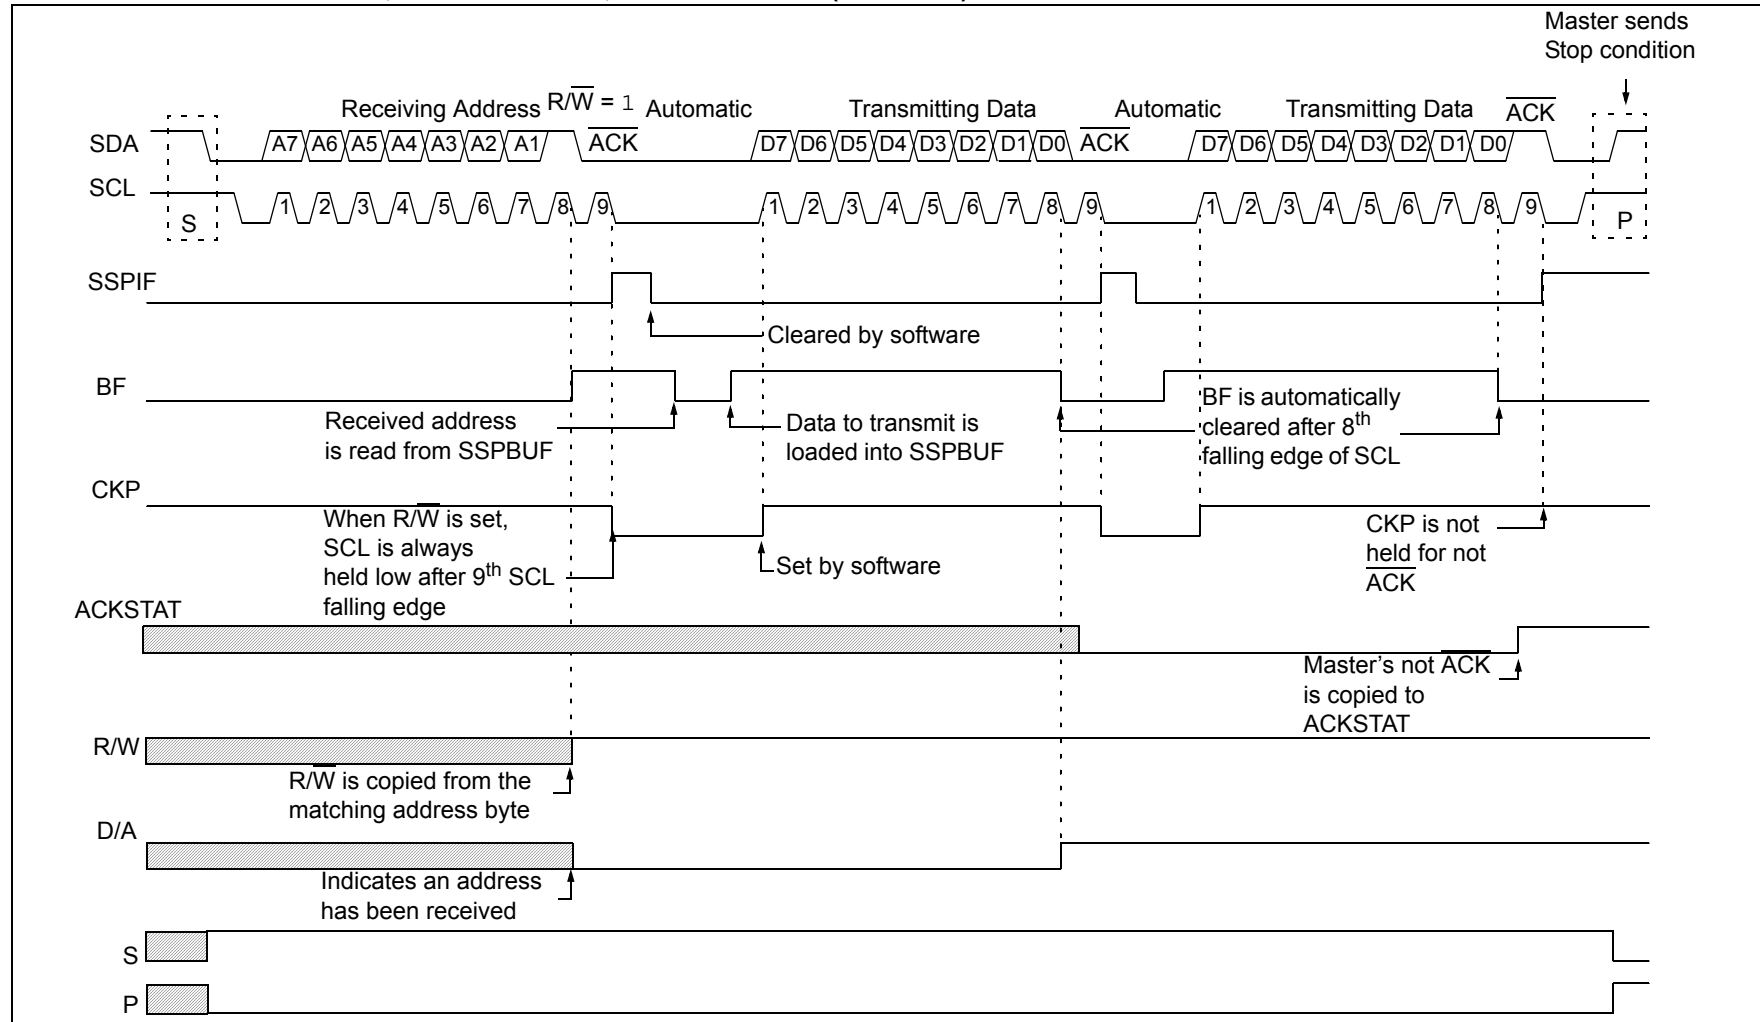 Master sends
Stop condition
Receiving Address R/W = 1 Automatic Transmitting Data Automatic Transmitting Data ACK
SDA A7 A6 A5 A4 A3 A2 A1 ACK D7 D6 D5 D4 D3 D2 D1 D0 ACK D7 D6 D5 D4 D3 D2 D1 D0
SCL 1 2 3 4 5 6 7 8 9 1 2 3 4 5 6 7 8 9 1 2 3 4 5 6 7 8 9
S P
SSPIF
Cleared by software
BF
Received address
is read from SSPBUF
Data to transmit is
loaded into SSPBUF
BF is automatically
cleared after 8th
falling edge of SCL
CKP
When R/W is set,
SCL is always
held low after 9th SCL
falling edge
Set by software
CKP is not
held for not
ACK
ACKSTAT
Master's not ACK
is copied to
ACKSTAT
R/W
R/W is copied from the
matching address byte
D/A
Indicates an address
has been received
S
P